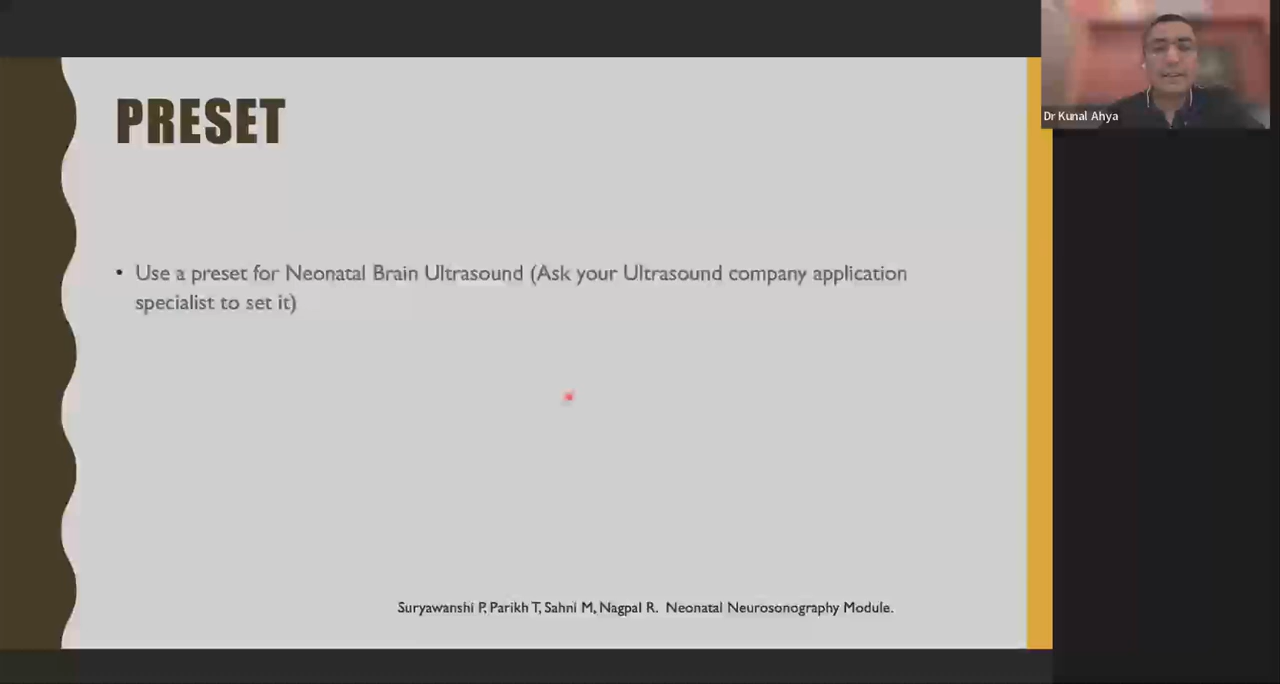 PRESET
• Use a preset for Neonatal Brain Ultrasound (Ask your Ultrasound company application
specialist to set it)
Suryawanshi P, Parikh T, Sahni M, Nagpal R. Neonatal Neurosonography Module.
Dr Kunal Ahya